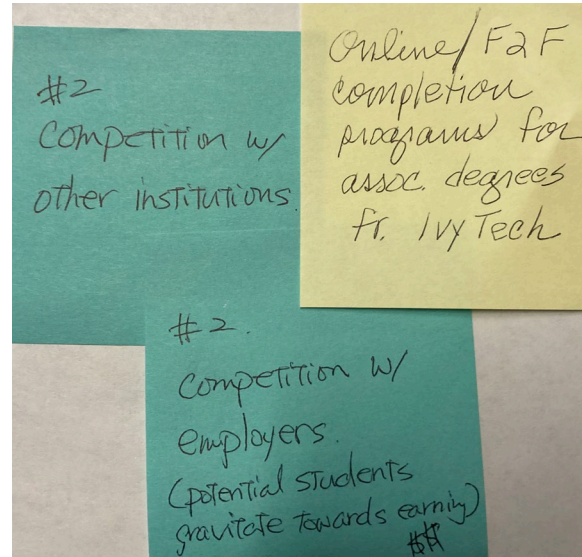 #2
Competition w/
other institutions.
Online/F2F
completion
programs for
assoc. degrees
fr. Ivy Tech
#2.
Competition w/
employers.
(potential students
gravitate towards earning)
$$